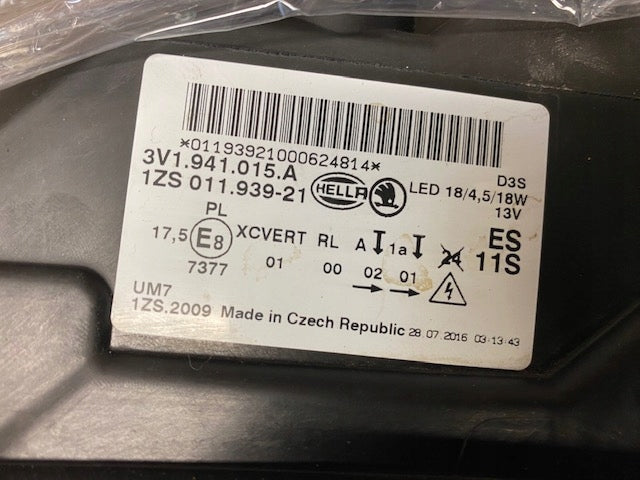 *01193921000624814*
3V1.941.015.A
1ZS 011.939-21 HELLA LED 18/4,5/18W
D3S
13V
PL
17,5 E8 XCVERT RL A 1a 24 ES
7377 01 00 02 01 11S
UM7
1ZS.2009 Made in Czech Republic 28.07.2016 03:13:43